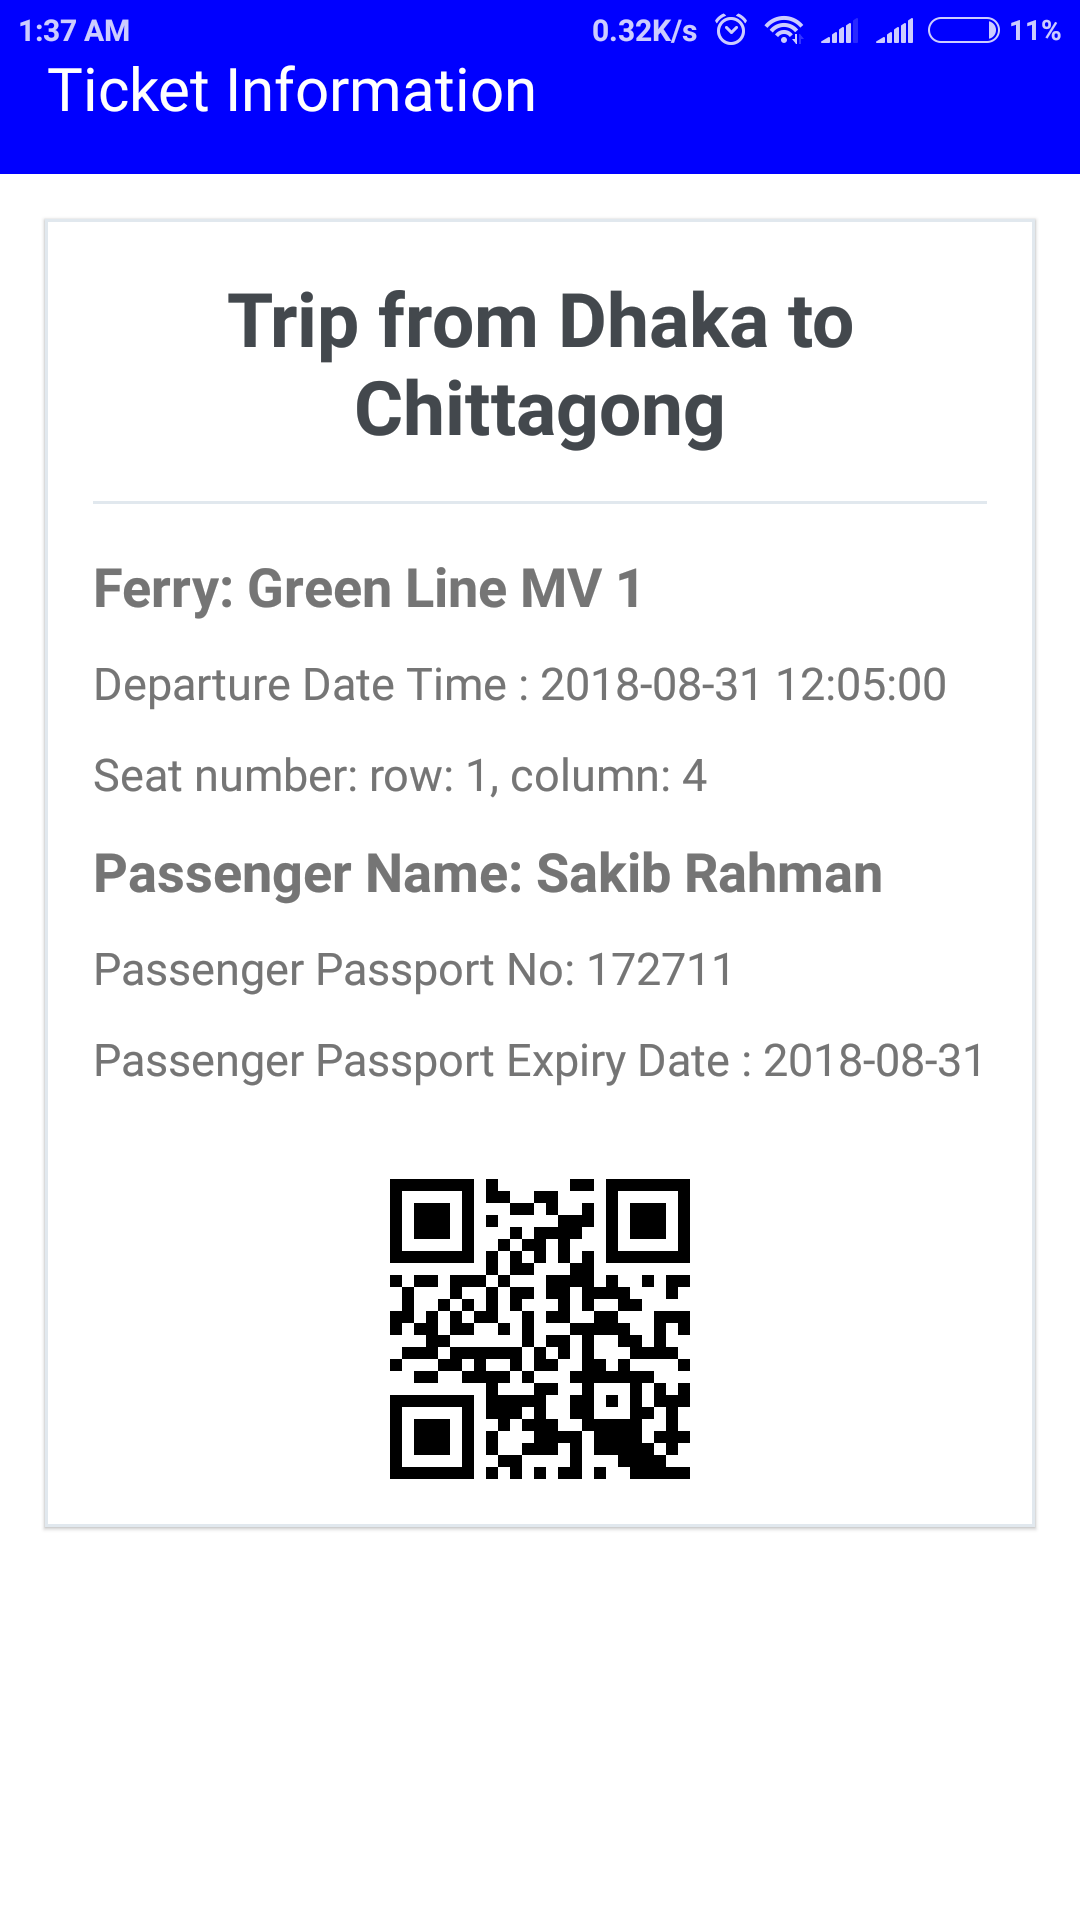 1:37 AM 0.32K/s 11%
Ticket Information
Trip from Dhaka to
Chittagong
Ferry: Green Line MV 1
Departure Date Time : 2018-08-31 12:05:00
Seat number: row: 1, column: 4
Passenger Name: Sakib Rahman
Passenger Passport No: 172711
Passenger Passport Expiry Date : 2018-08-31